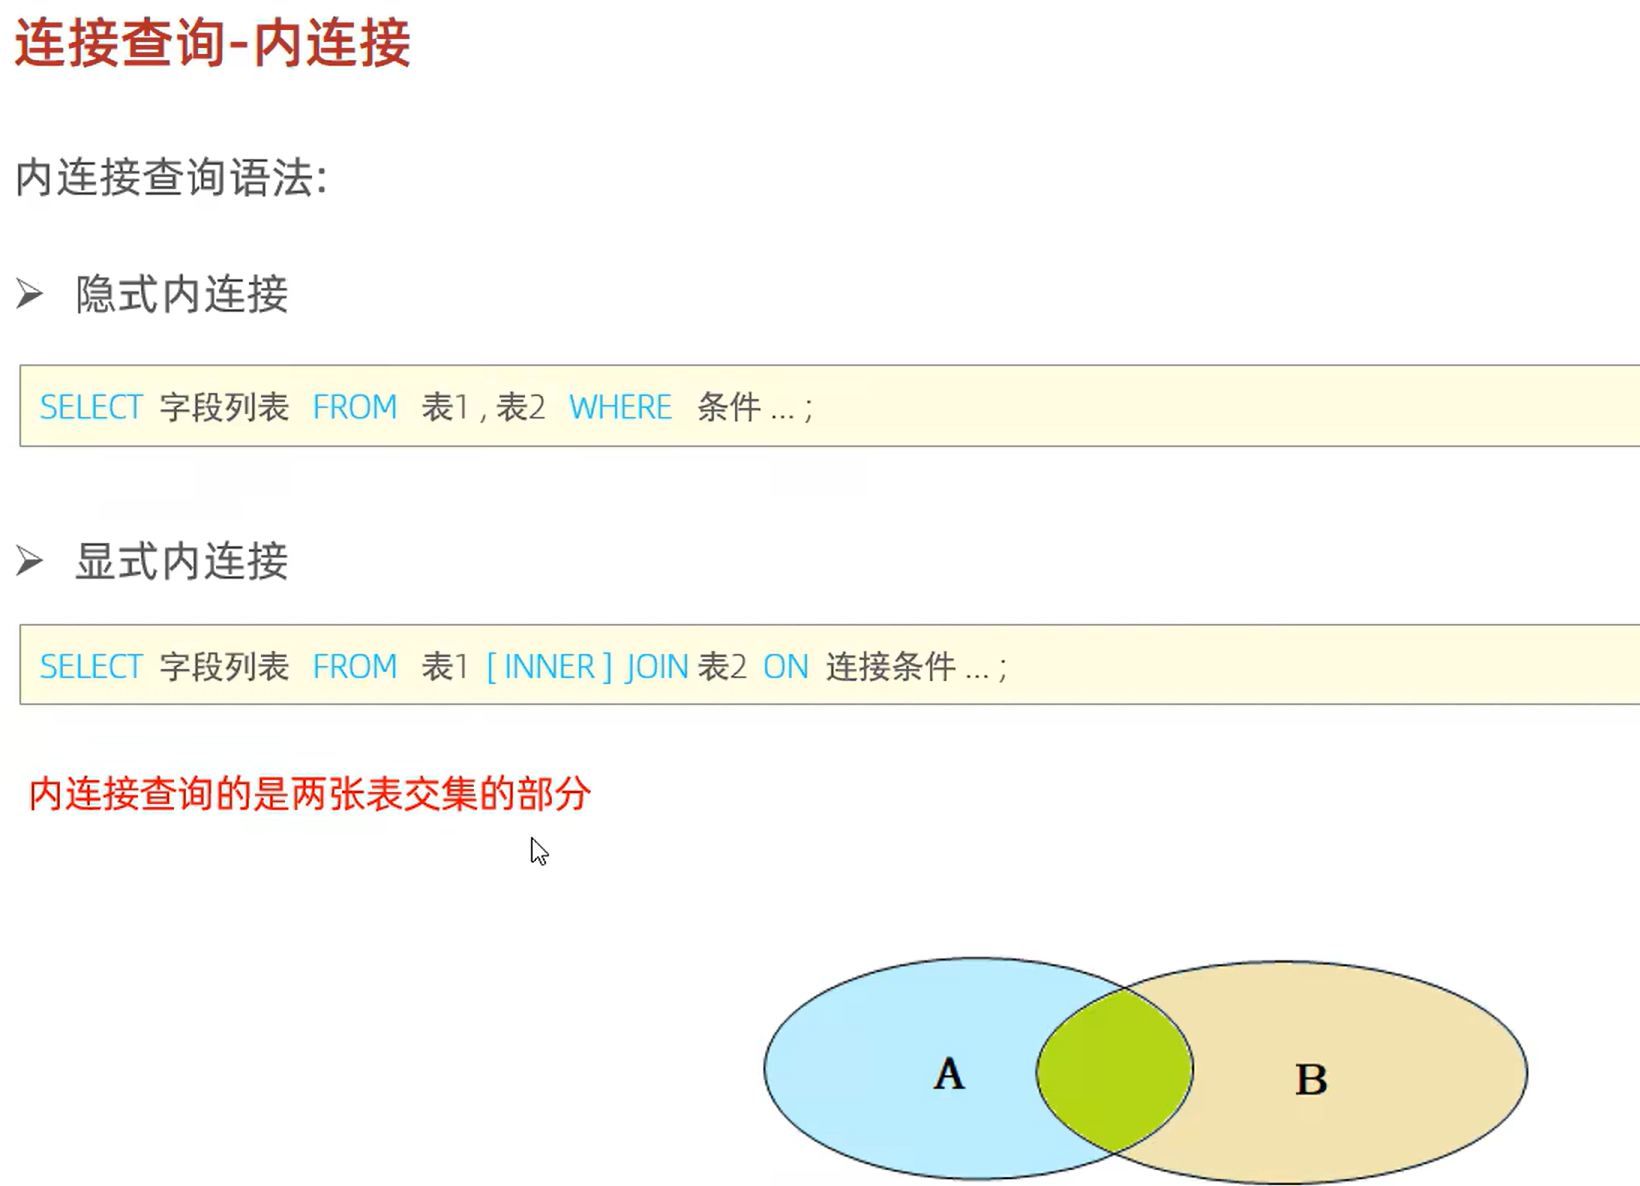 连接查询-内连接
内连接查询语法:
隐式内连接
SELECT 字段列表 FROM 表1 , 表2 WHERE 条件 ... ;
显式内连接
SELECT 字段列表 FROM 表1 [ INNER ] JOIN 表2 ON 连接条件 ... ;
内连接查询的是两张表交集的部分
A
B